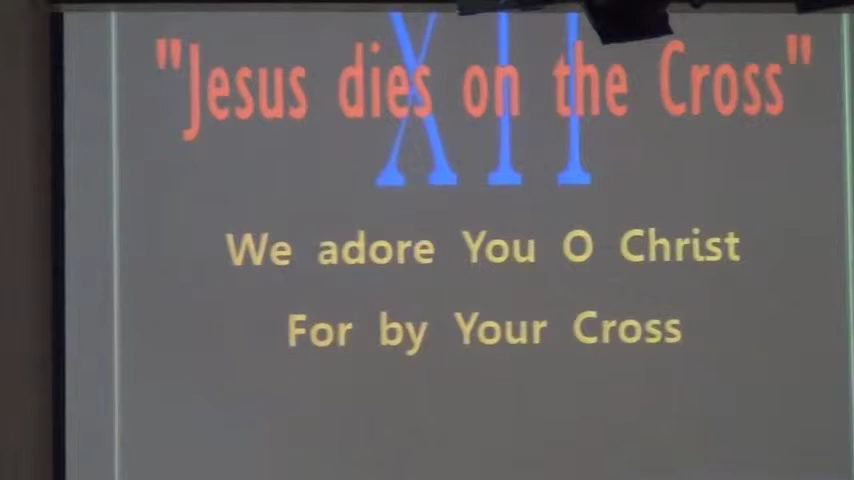 XII
"Jesus dies on the Cross"
We adore You O Christ
For by Your Cross